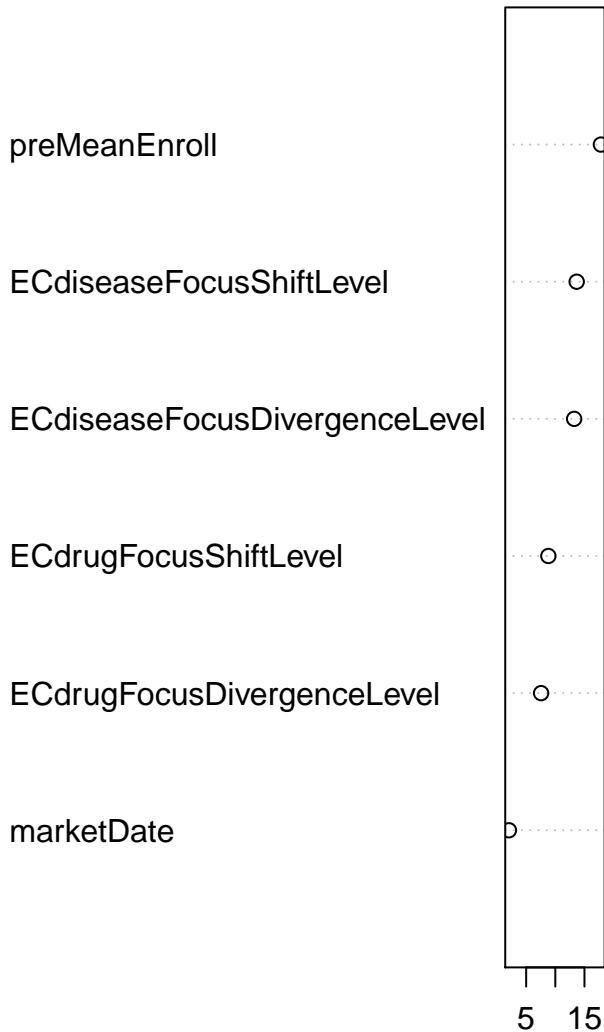 preMeanEnroll
ECdiseaseFocusShiftLevel
ECdiseaseFocusDivergenceLevel
ECdrugFocusShiftLevel
ECdrugFocusDivergenceLevel
marketDate
5 15